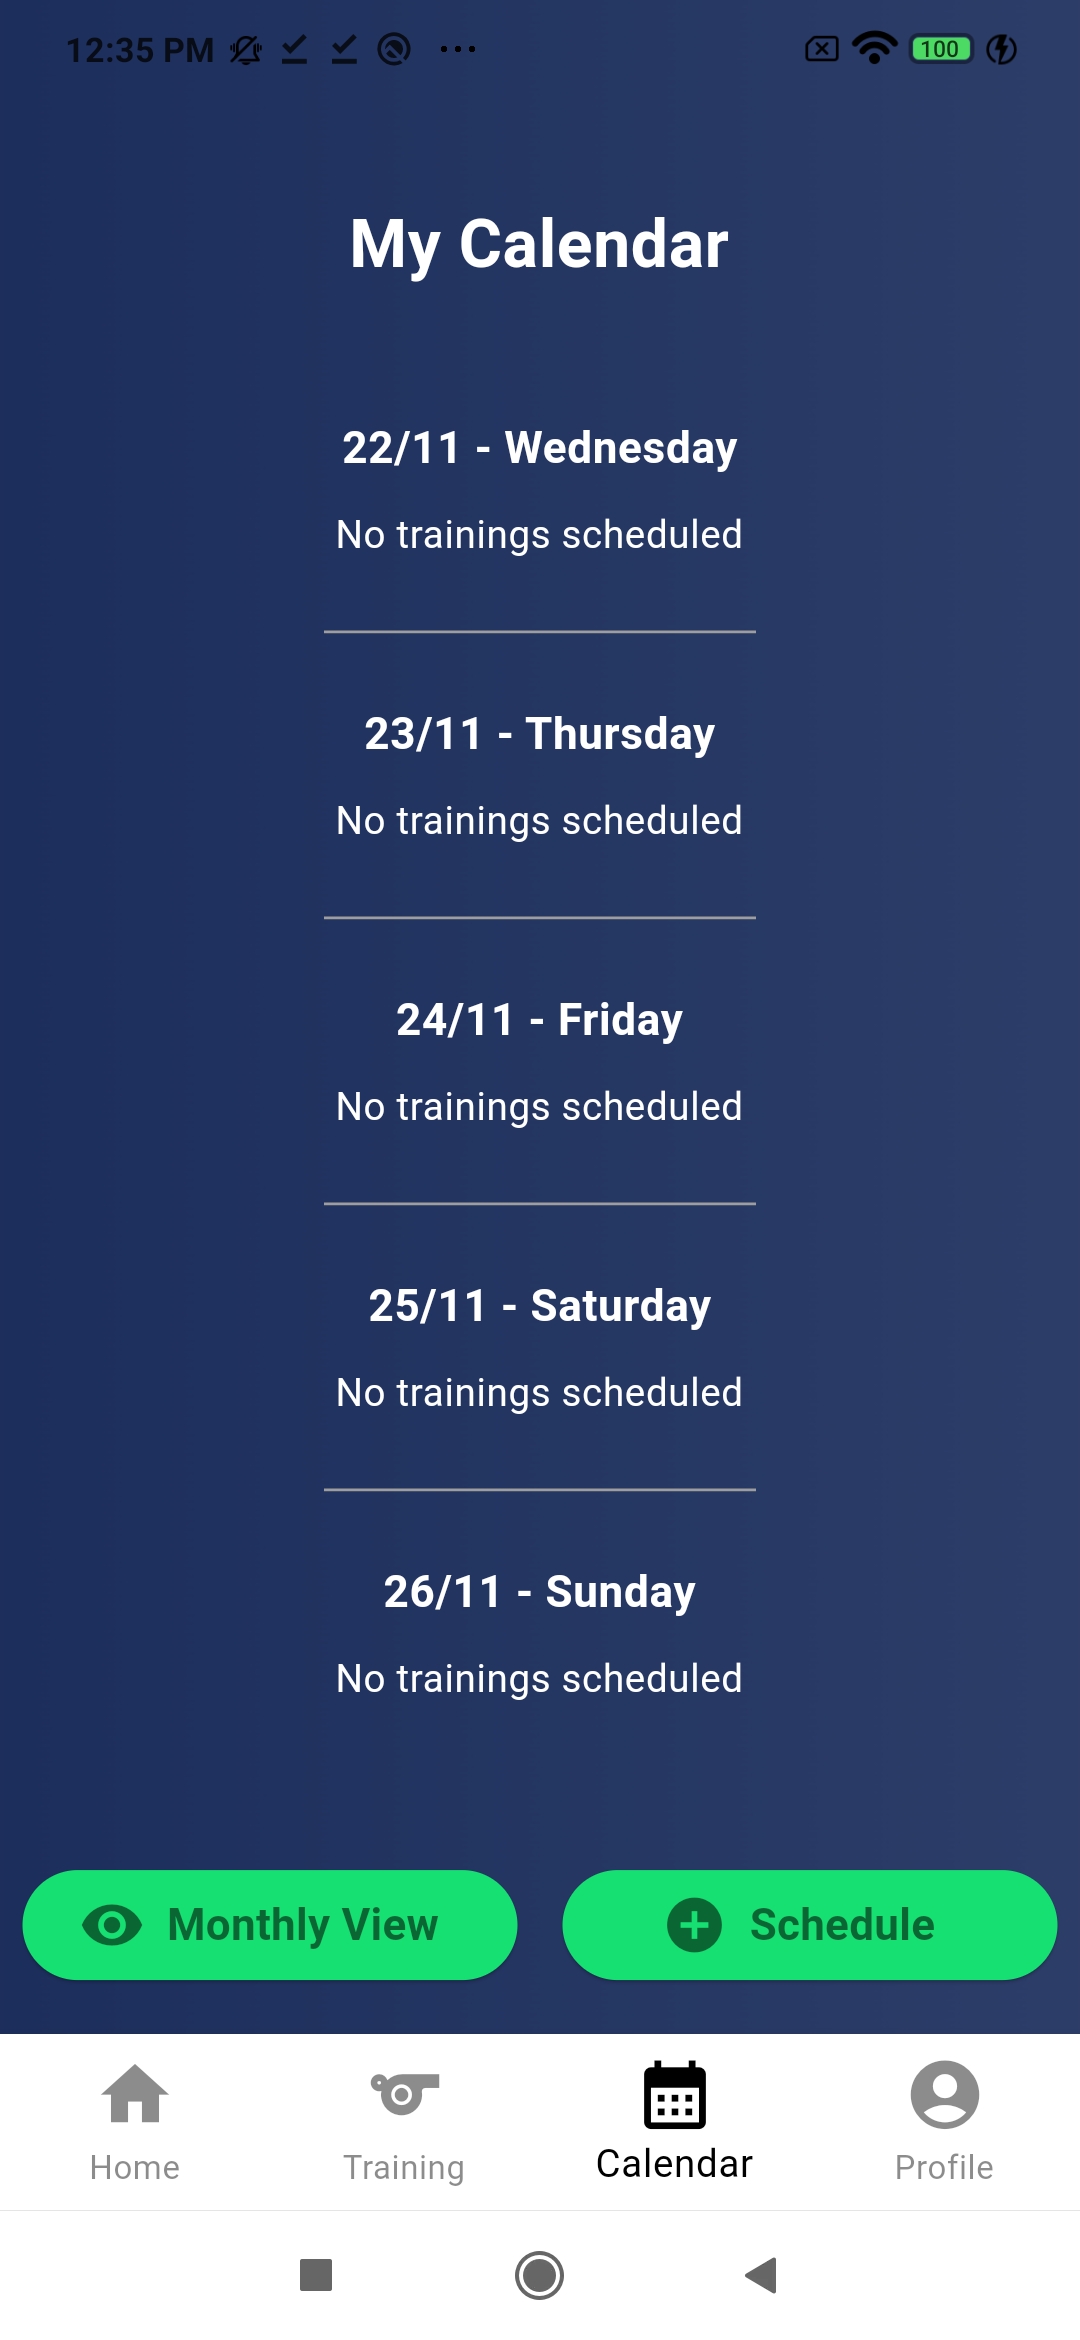 12:35 PM
100
My Calendar
22/11 - Wednesday
No trainings scheduled
23/11 - Thursday
No trainings scheduled
24/11 - Friday
No trainings scheduled
25/11 - Saturday
No trainings scheduled
26/11 - Sunday
No trainings scheduled
Monthly View
Schedule
Home
Training
Calendar
Profile